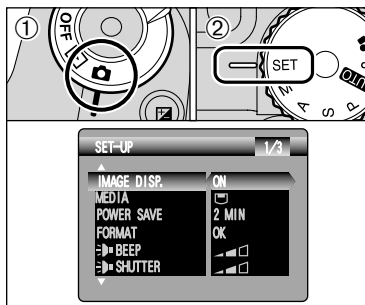 ①
OFF
②
SET
M
A
S
P
AUTO
SET-UP 1/3
IMAGE DISP. ON
MEDIA
POWER SAVE 2 MIN
FORMAT OK
BEEP
SHUTTER